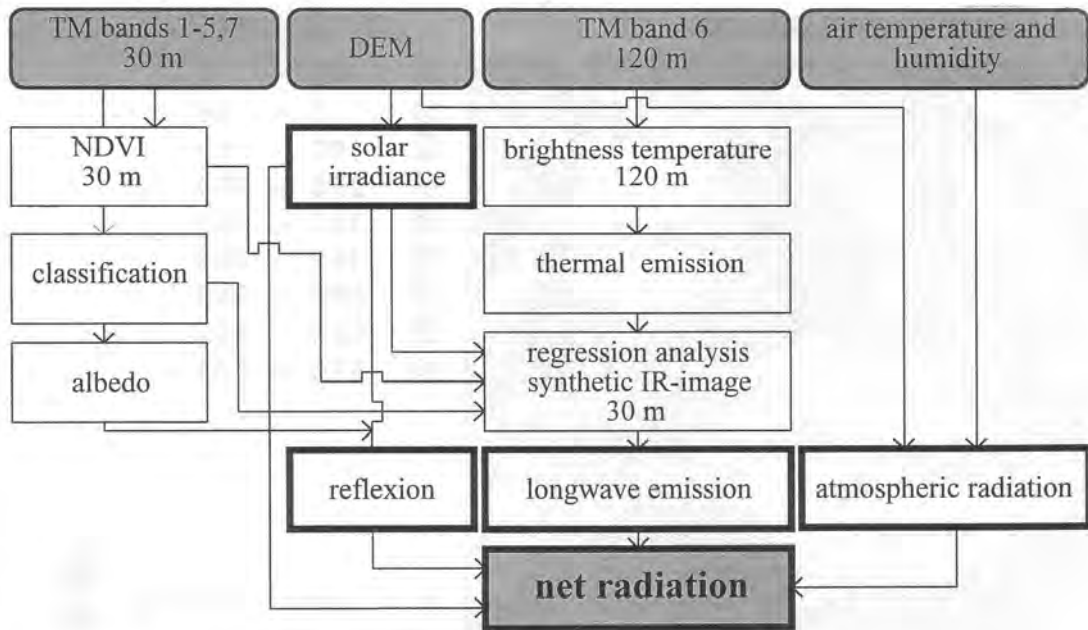 TM bands 1-5,7
30 m
DEM
TM band 6
120 m
air temperature and
humidity
NDVI
30 m
solar
irradiance
brightness temperature
120 m
classification
thermal emission
albedo
regression analysis
synthetic IR-image
30 m
reflexion
longwave emission
atmospheric radiation
net radiation